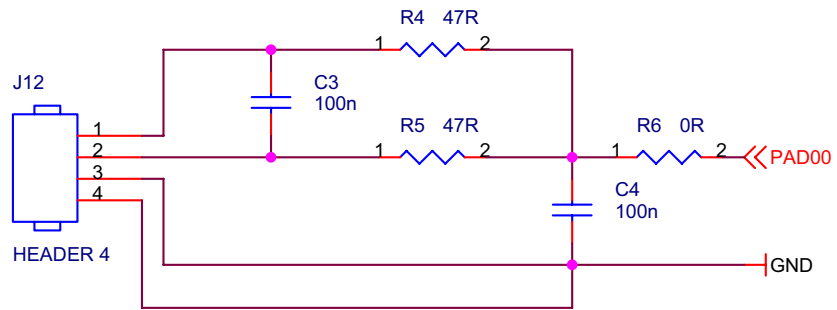 R4 47R
1 2
J12
C3
100n
1
R5 47R
R6 0R
2
1 2
1 2
PAD00
3
4
C4
100n
HEADER 4
GND